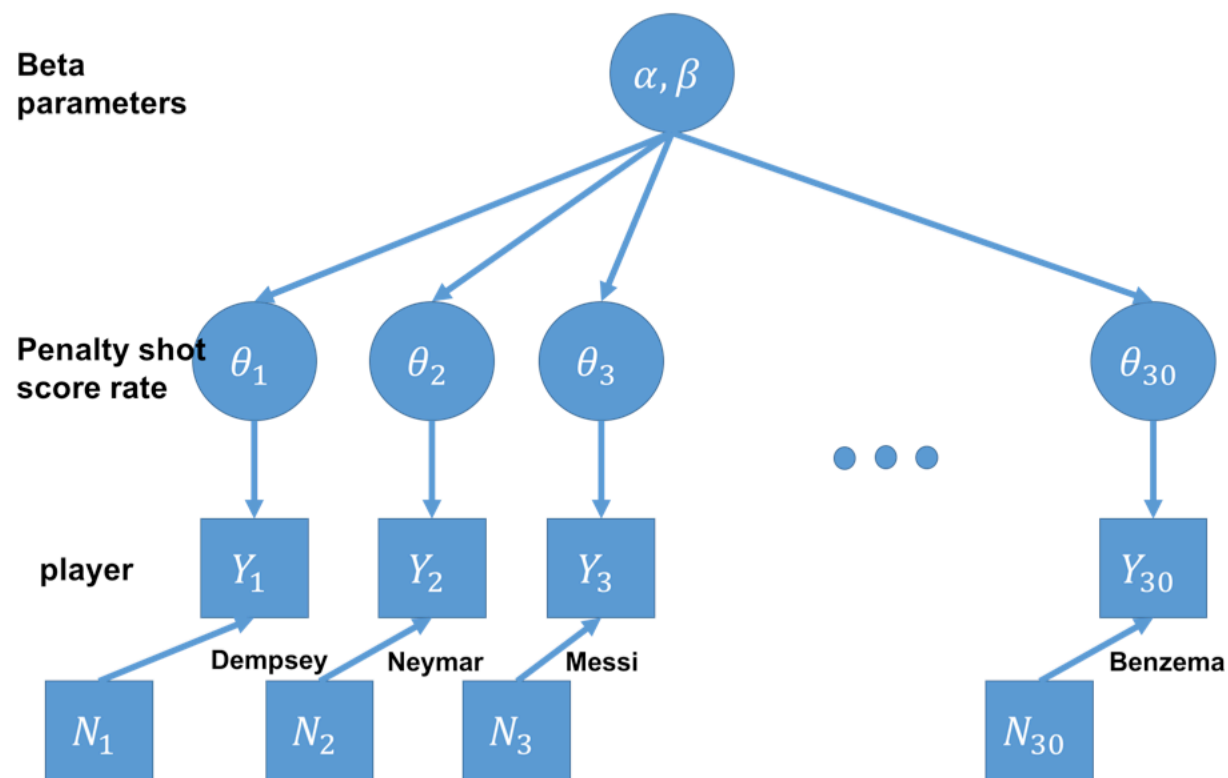 Beta
parameters
α, β
Penalty shot
score rate
θ₁
θ₂
θ₃
θ₃₀
player
Y₁
Y₂
Y₃
Y₃₀
Dempsey
Neymar
Messi
Benzema
N₁
N₂
N₃
N₃₀